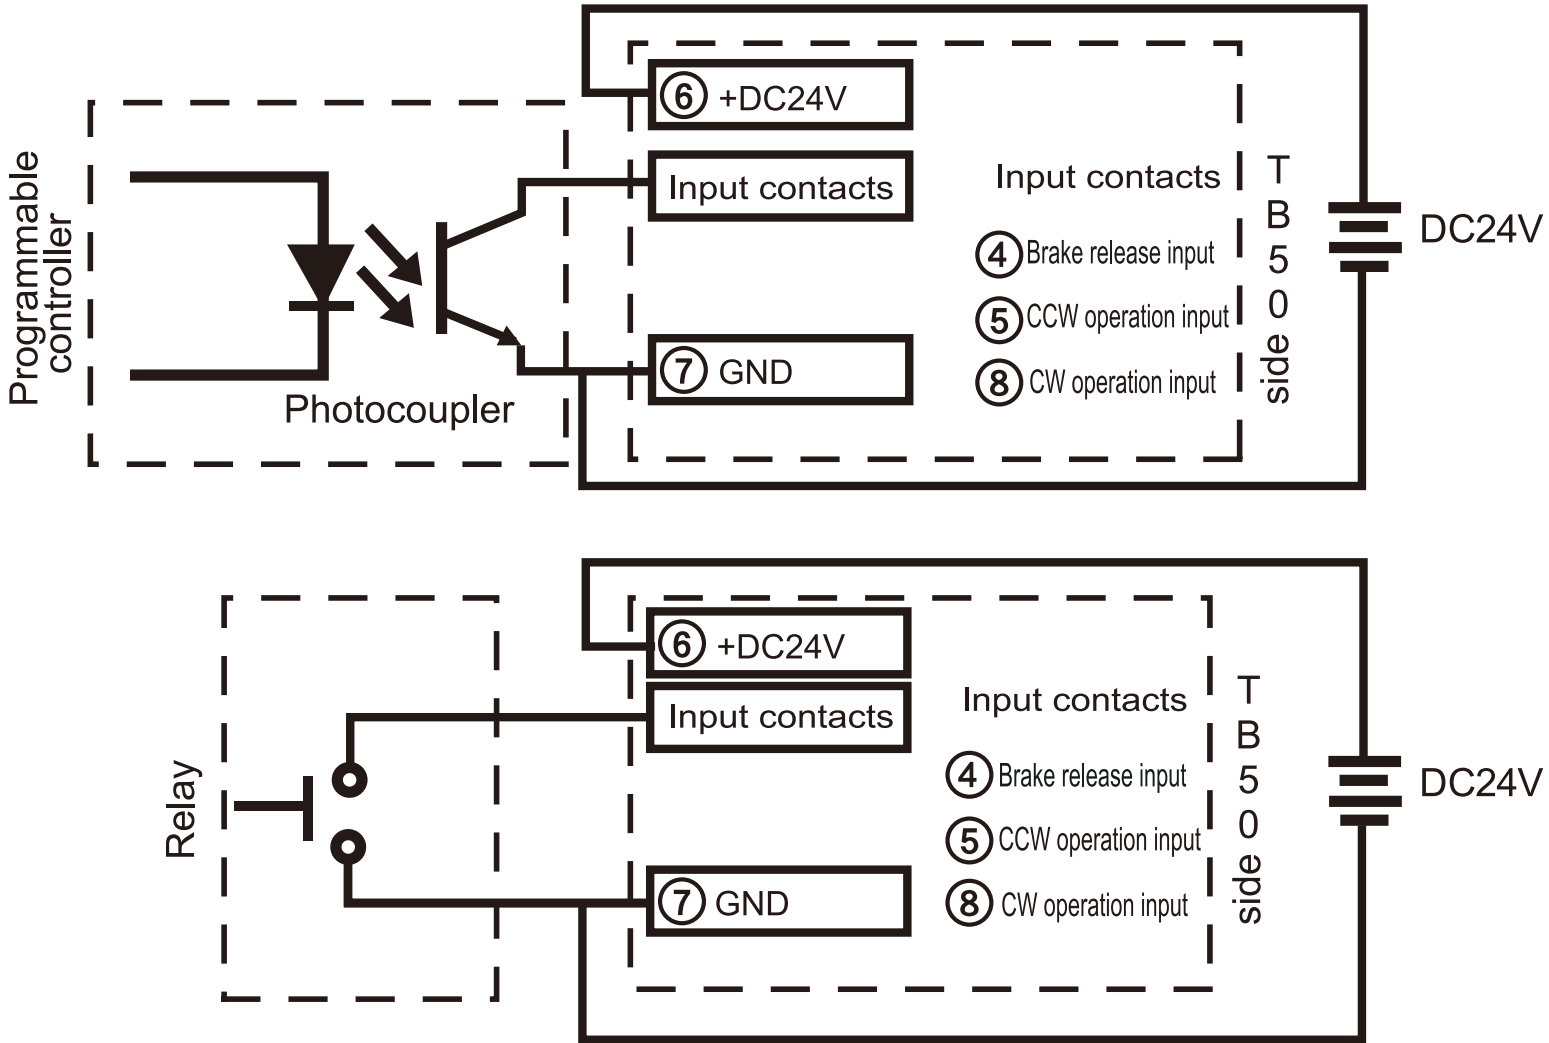 Programmable
controller
Photocoupler
⑥ +DC24V
Input contacts
⑦ GND
Input contacts
④ Brake release input
⑤ CCW operation input
⑧ CW operation input
TB50 side
DC24V
Relay
⑥ +DC24V
Input contacts
⑦ GND
Input contacts
④ Brake release input
⑤ CCW operation input
⑧ CW operation input
TB50 side
DC24V